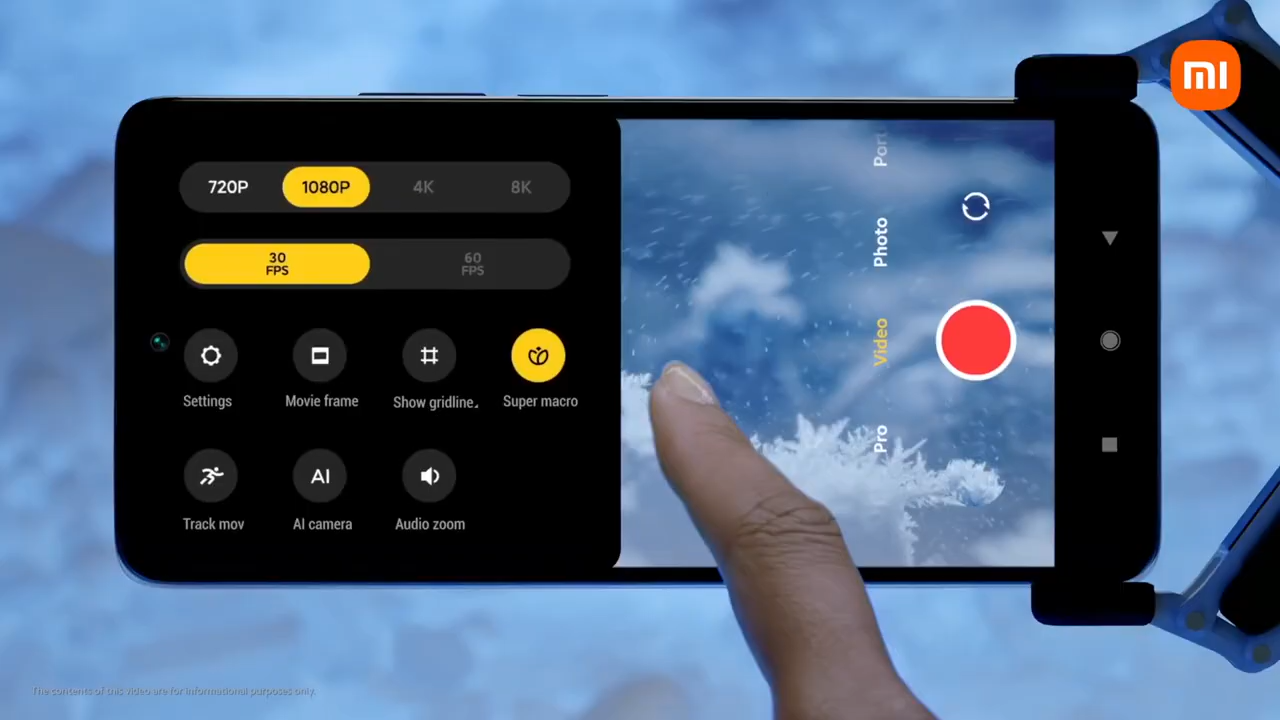 mi
720P
1080P
4K
8K
30
FPS
60
FPS
Settings
Movie frame
Show gridline
Super macro
Track mov
AI
AI camera
Audio zoom
Port
Photo
Video
Pro
The contents of this video are for informational purposes only.